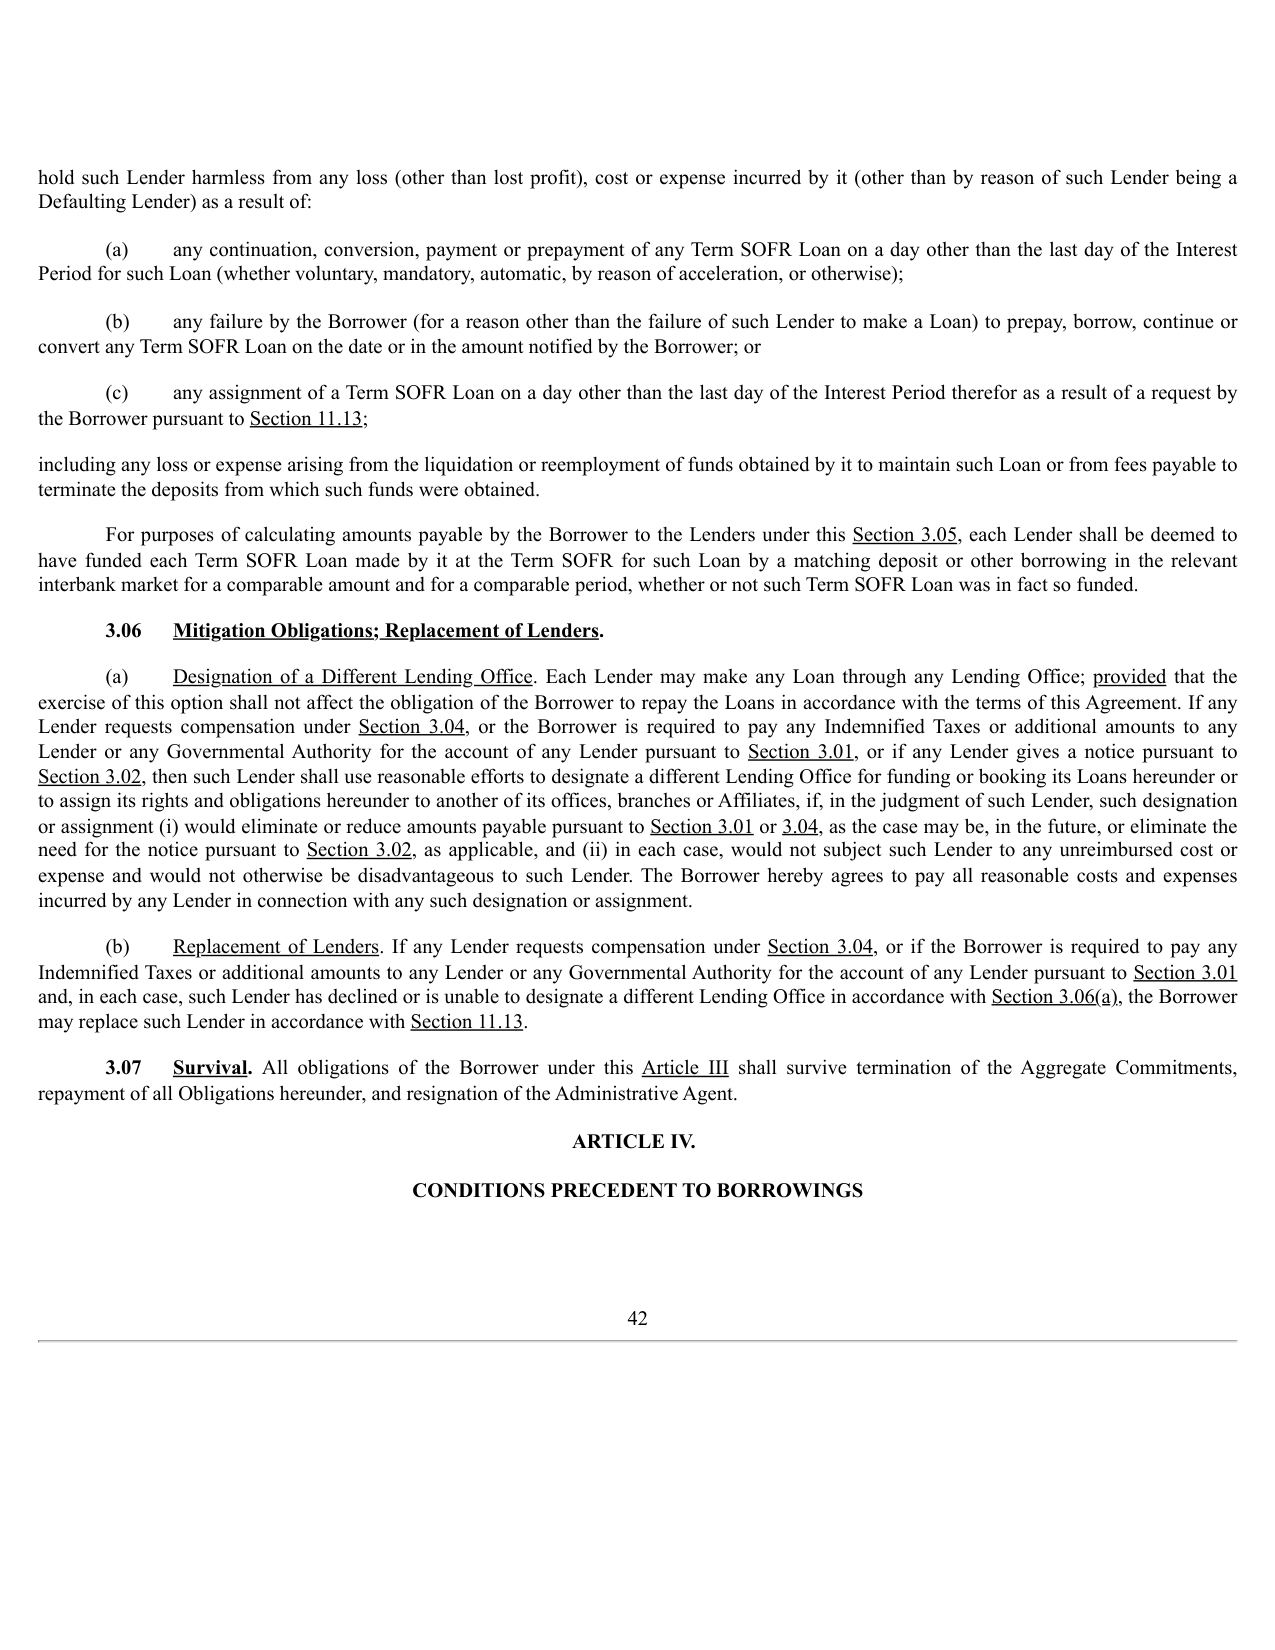 hold such Lender harmless from any loss (other than lost profit), cost or expense incurred by it (other than by reason of such Lender being a
Defaulting Lender) as a result of:
(a) any continuation, conversion, payment or prepayment of any Term SOFR Loan on a day other than the last day of the Interest
Period for such Loan (whether voluntary, mandatory, automatic, by reason of acceleration, or otherwise);
(b) any failure by the Borrower (for a reason other than the failure of such Lender to make a Loan) to prepay, borrow, continue or
convert any Term SOFR Loan on the date or in the amount notified by the Borrower; or
(c) any assignment of a Term SOFR Loan on a day other than the last day of the Interest Period therefor as a result of a request by
the Borrower pursuant to Section 11.13;
including any loss or expense arising from the liquidation or reemployment of funds obtained by it to maintain such Loan or from fees payable to
terminate the deposits from which such funds were obtained.
For purposes of calculating amounts payable by the Borrower to the Lenders under this Section 3.05, each Lender shall be deemed to
have funded each Term SOFR Loan made by it at the Term SOFR for such Loan by a matching deposit or other borrowing in the relevant
interbank market for a comparable amount and for a comparable period, whether or not such Term SOFR Loan was in fact so funded.
3.06 Mitigation Obligations; Replacement of Lenders.
(a) Designation of a Different Lending Office. Each Lender may make any Loan through any Lending Office; provided that the
exercise of this option shall not affect the obligation of the Borrower to repay the Loans in accordance with the terms of this Agreement. If any
Lender requests compensation under Section 3.04, or the Borrower is required to pay any Indemnified Taxes or additional amounts to any
Lender or any Governmental Authority for the account of any Lender pursuant to Section 3.01, or if any Lender gives a notice pursuant to
Section 3.02, then such Lender shall use reasonable efforts to designate a different Lending Office for funding or booking its Loans hereunder or
to assign its rights and obligations hereunder to another of its offices, branches or Affiliates, if, in the judgment of such Lender, such designation
or assignment (i) would eliminate or reduce amounts payable pursuant to Section 3.01 or 3.04, as the case may be, in the future, or eliminate the
need for the notice pursuant to Section 3.02, as applicable, and (ii) in each case, would not subject such Lender to any unreimbursed cost or
expense and would not otherwise be disadvantageous to such Lender. The Borrower hereby agrees to pay all reasonable costs and expenses
incurred by any Lender in connection with any such designation or assignment.
(b) Replacement of Lenders. If any Lender requests compensation under Section 3.04, or if the Borrower is required to pay any
Indemnified Taxes or additional amounts to any Lender or any Governmental Authority for the account of any Lender pursuant to Section 3.01
and, in each case, such Lender has declined or is unable to designate a different Lending Office in accordance with Section 3.06(a), the Borrower
may replace such Lender in accordance with Section 11.13.
3.07 Survival. All obligations of the Borrower under this Article III shall survive termination of the Aggregate Commitments,
repayment of all Obligations hereunder, and resignation of the Administrative Agent.
ARTICLE IV.
CONDITIONS PRECEDENT TO BORROWINGS
42